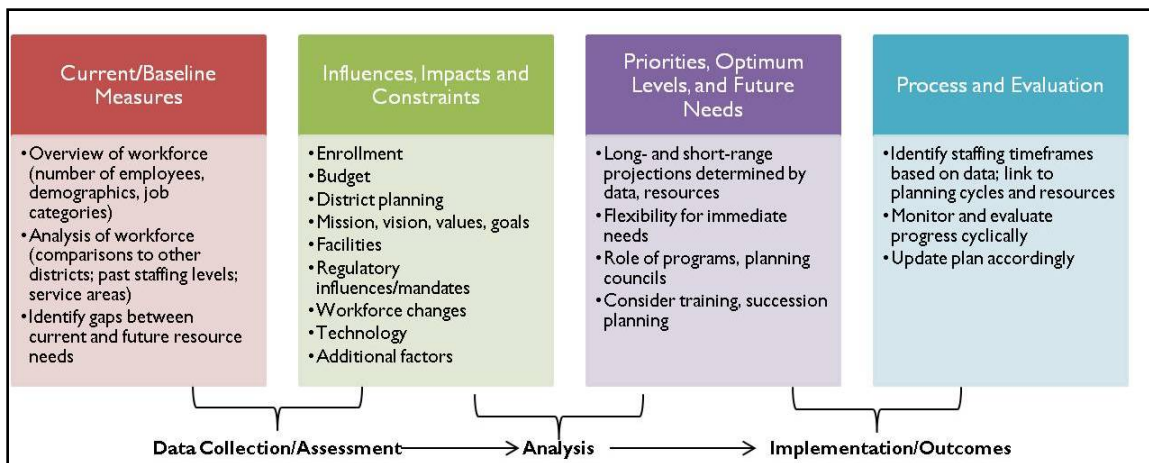 Current/Baseline
Measures
• Overview of workforce
(number of employees,
demographics, job
categories)
• Analysis of workforce
(comparisons to other
districts; past staffing levels;
service areas)
• Identify gaps between
current and future resource
needs
Influences, Impacts and
Constraints
• Enrollment
• Budget
• District planning
• Mission, vision, values, goals
• Facilities
• Regulatory
influences/mandates
• Workforce changes
• Technology
• Additional factors
Priorities, Optimum
Levels, and Future
Needs
• Long- and short-range
projections determined by
data, resources
• Flexibility for immediate
needs
• Role of programs, planning
councils
• Consider training, succession
planning
Process and Evaluation
• Identify staffing timeframes
based on data; link to
planning cycles and resources
• Monitor and evaluate
progress cyclically
• Update plan accordingly
Data Collection/Assessment
Analysis
Implementation/Outcomes